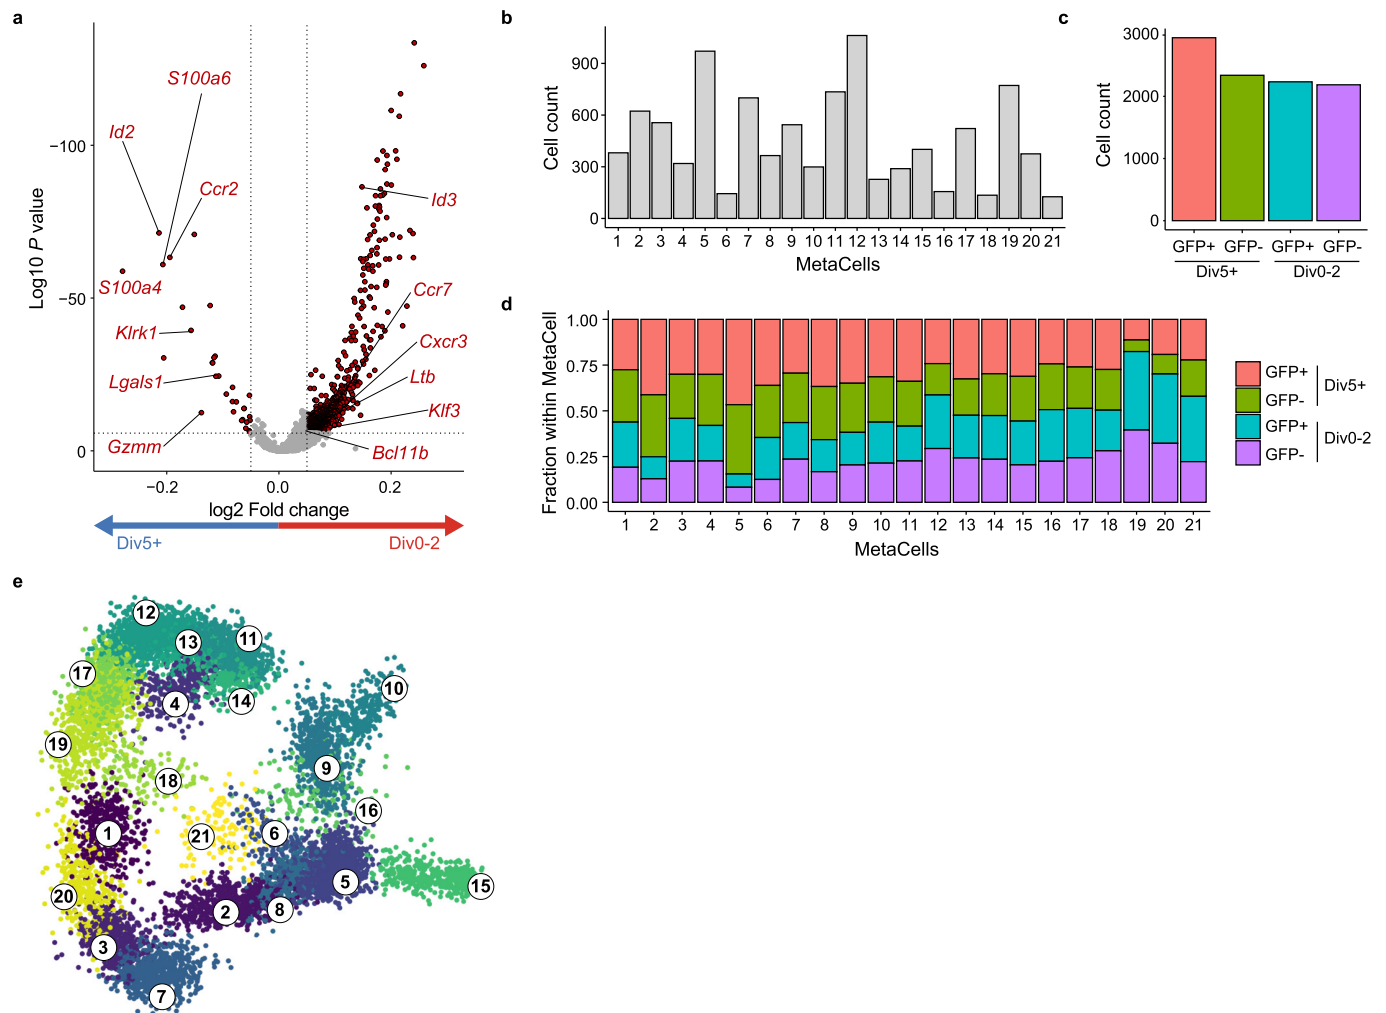 a
Log10 P value
−100
−50
0
S100a6
Id2
Ccr2
Id3
S100a4
Ccr7
Klrk1
Cxcr3
Lgals1
Ltb
Klf3
Gzmm
Bcl11b
−0.2 0.0 0.2
log2 Fold change
Div5+ Div0-2
b
Cell count
900
600
300
0
1 2 3 4 5 6 7 8 9 10 11 12 13 14 15 16 17 18 19 20 21
MetaCells
c
Cell count
3000
2000
1000
0
GFP+ GFP- GFP+ GFP-
Div5+ Div0-2
d
Fraction within MetaCell
1.00
0.75
0.50
0.25
0.00
1 2 3 4 5 6 7 8 9 10 11 12 13 14 15 16 17 18 19 20 21
MetaCells
GFP+
GFP-
Div5+
GFP+
GFP-
Div0-2
e
12
13
11
17
4
14
10
19
9
18
16
1
21
6
20
5
15
2
8
3
7